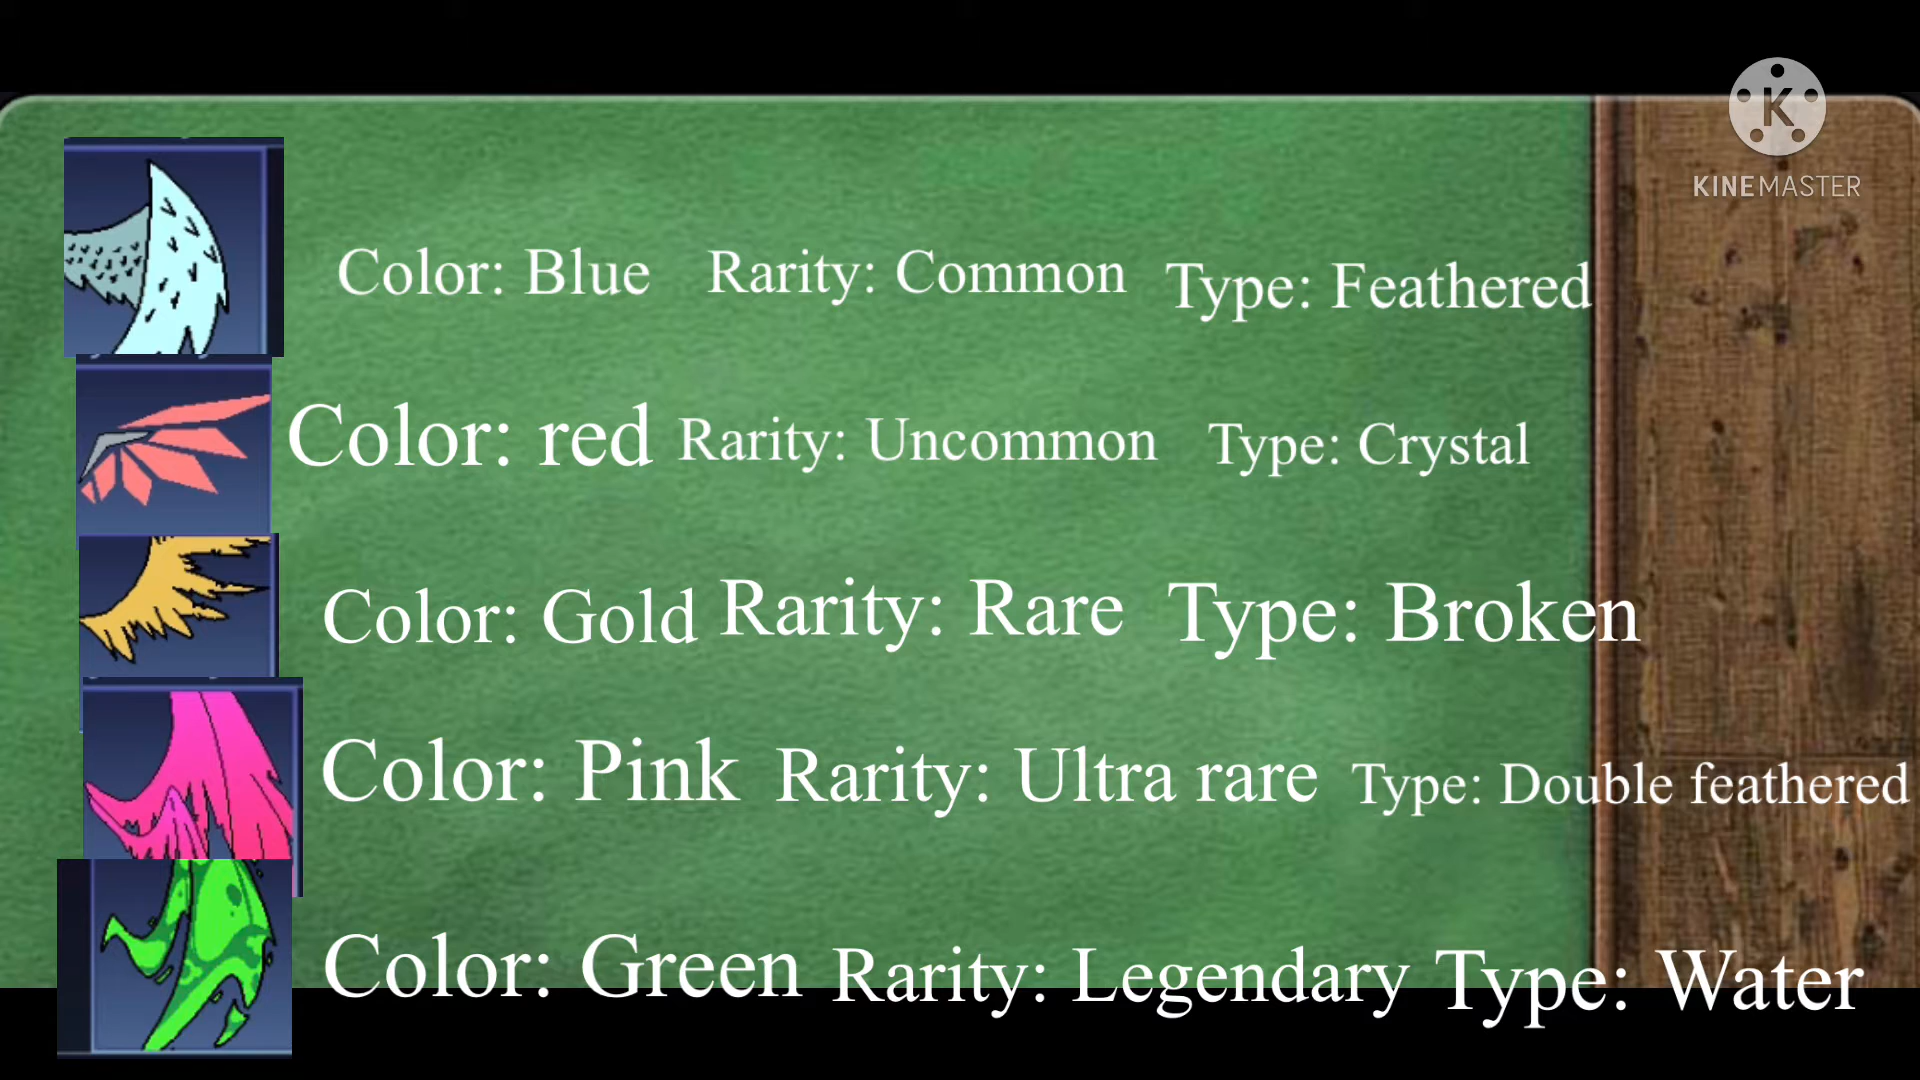 K
KINEMASTER
Color: Blue Rarity: Common Type: Feathered
Color: red Rarity: Uncommon Type: Crystal
Color: Gold Rarity: Rare Type: Broken
Color: Pink Rarity: Ultra rare Type: Double feathered
Color: Green Rarity: Legendary Type: Water